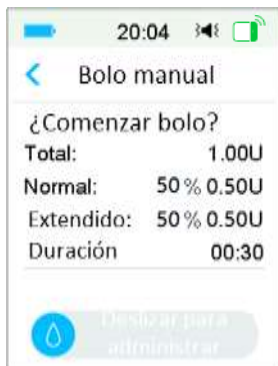 20:04
Bolo manual
¿Comenzar bolo?
Total: 1.00U
Normal: 50 % 0.50U
Extendido: 50 % 0.50U
Duración 00:30
Deslizar para
administrar